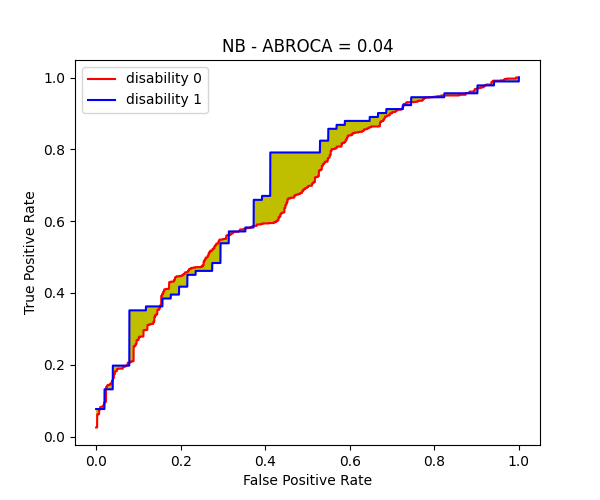 NB - ABROCA = 0.04
disability 0
disability 1
True Positive Rate
1.0
0.8
0.6
0.4
0.2
0.0
0.0 0.2 0.4 0.6 0.8 1.0
False Positive Rate